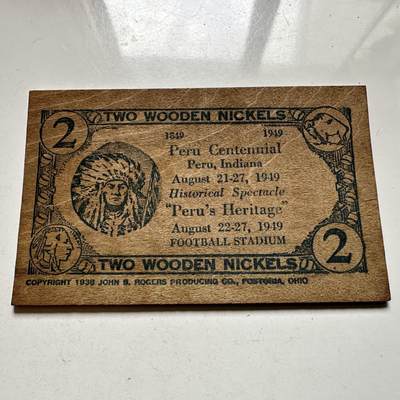 TWO WOODEN NICKELS
2
1849 1949
Peru Centennial
Peru, Indiana
August 21-27, 1949
Historical Spectacle
"Peru's Heritage"
August 22-27, 1949
FOOTBALL STADIUM
2
TWO WOODEN NICKELS
COPYRIGHT 1938 JOHN B. ROGERS PRODUCING CO., FOSTORIA, OHIO